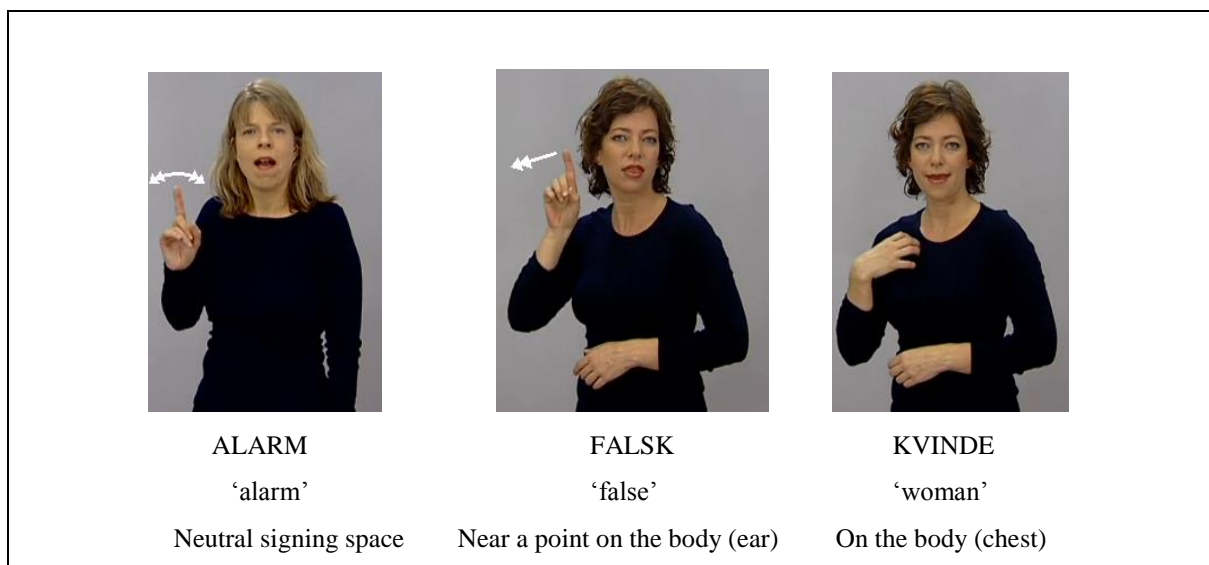 ALARM FALSK KVINDE
‘alarm’ ‘false’ ‘woman’
Neutral signing space Near a point on the body (ear) On the body (chest)